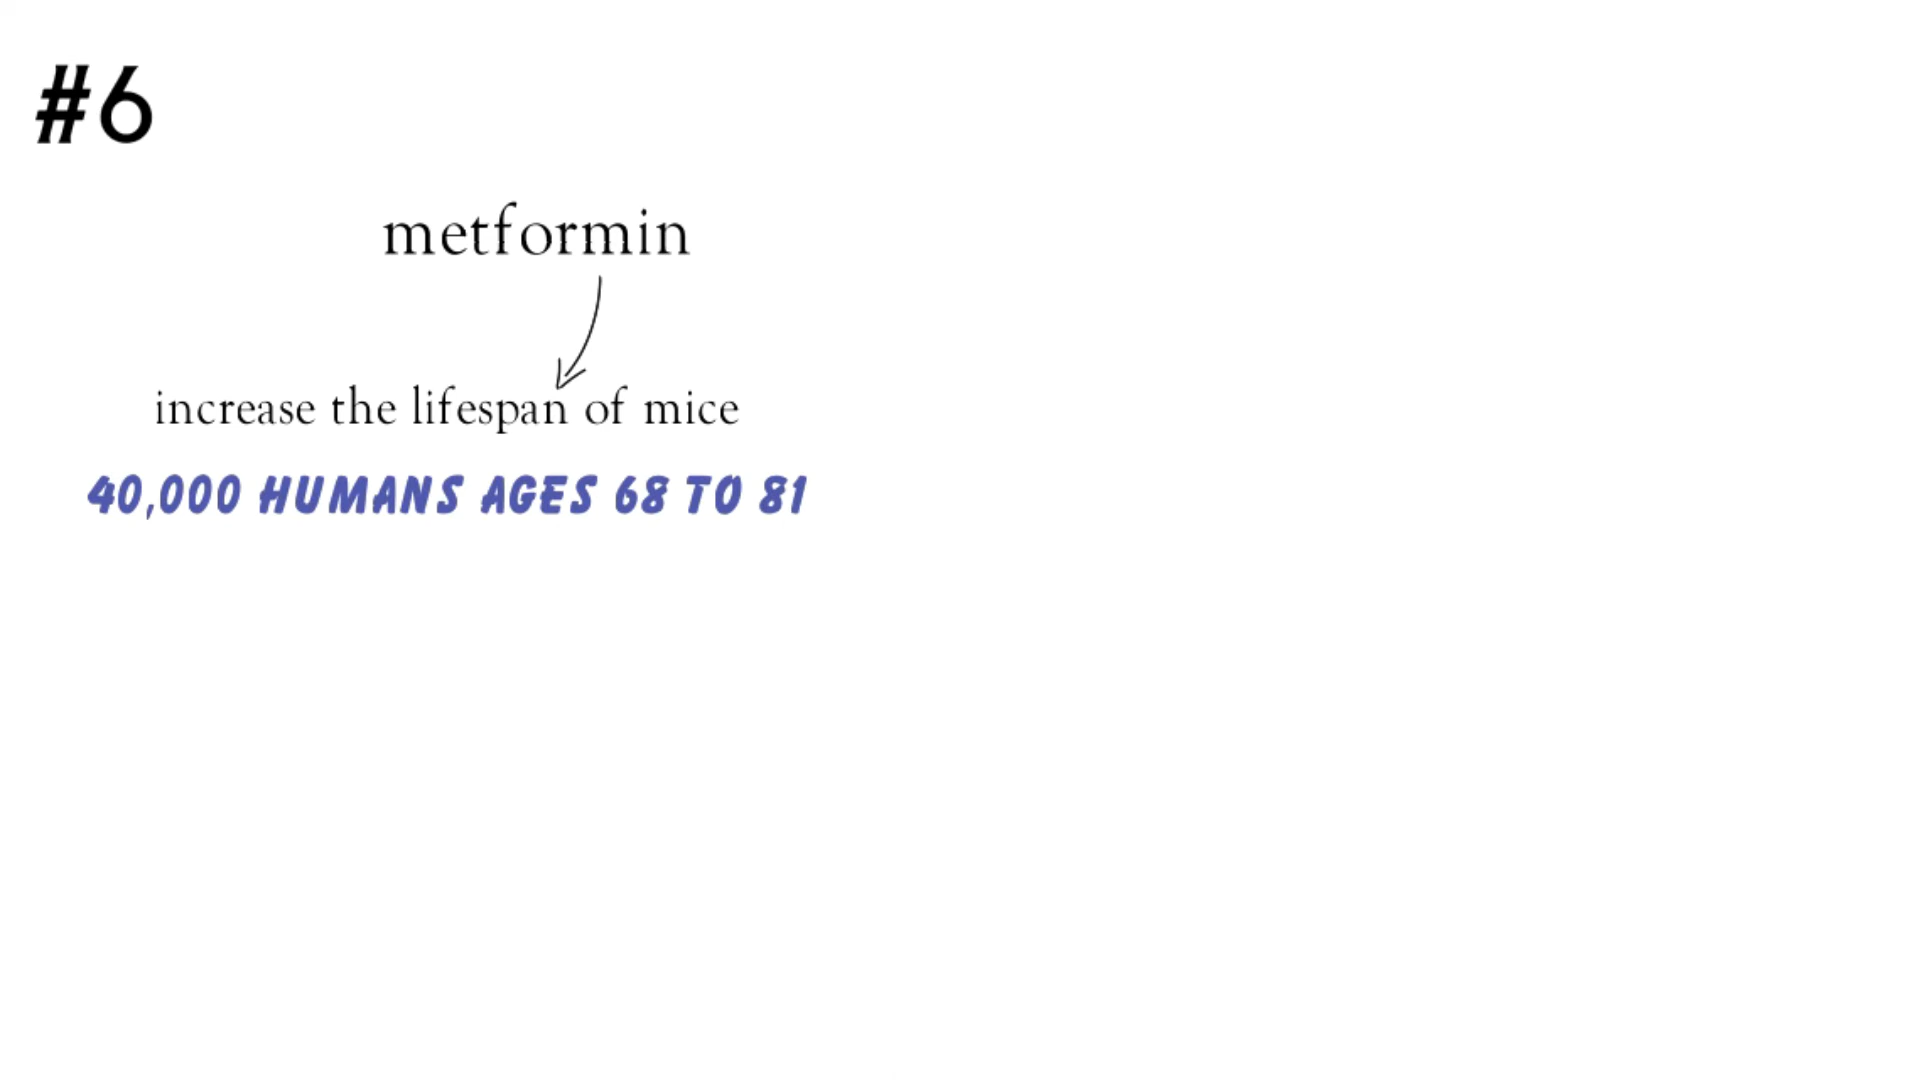 #6
metformin
increase the lifespan of mice
40,000 HUMANS AGES 68 TO 81